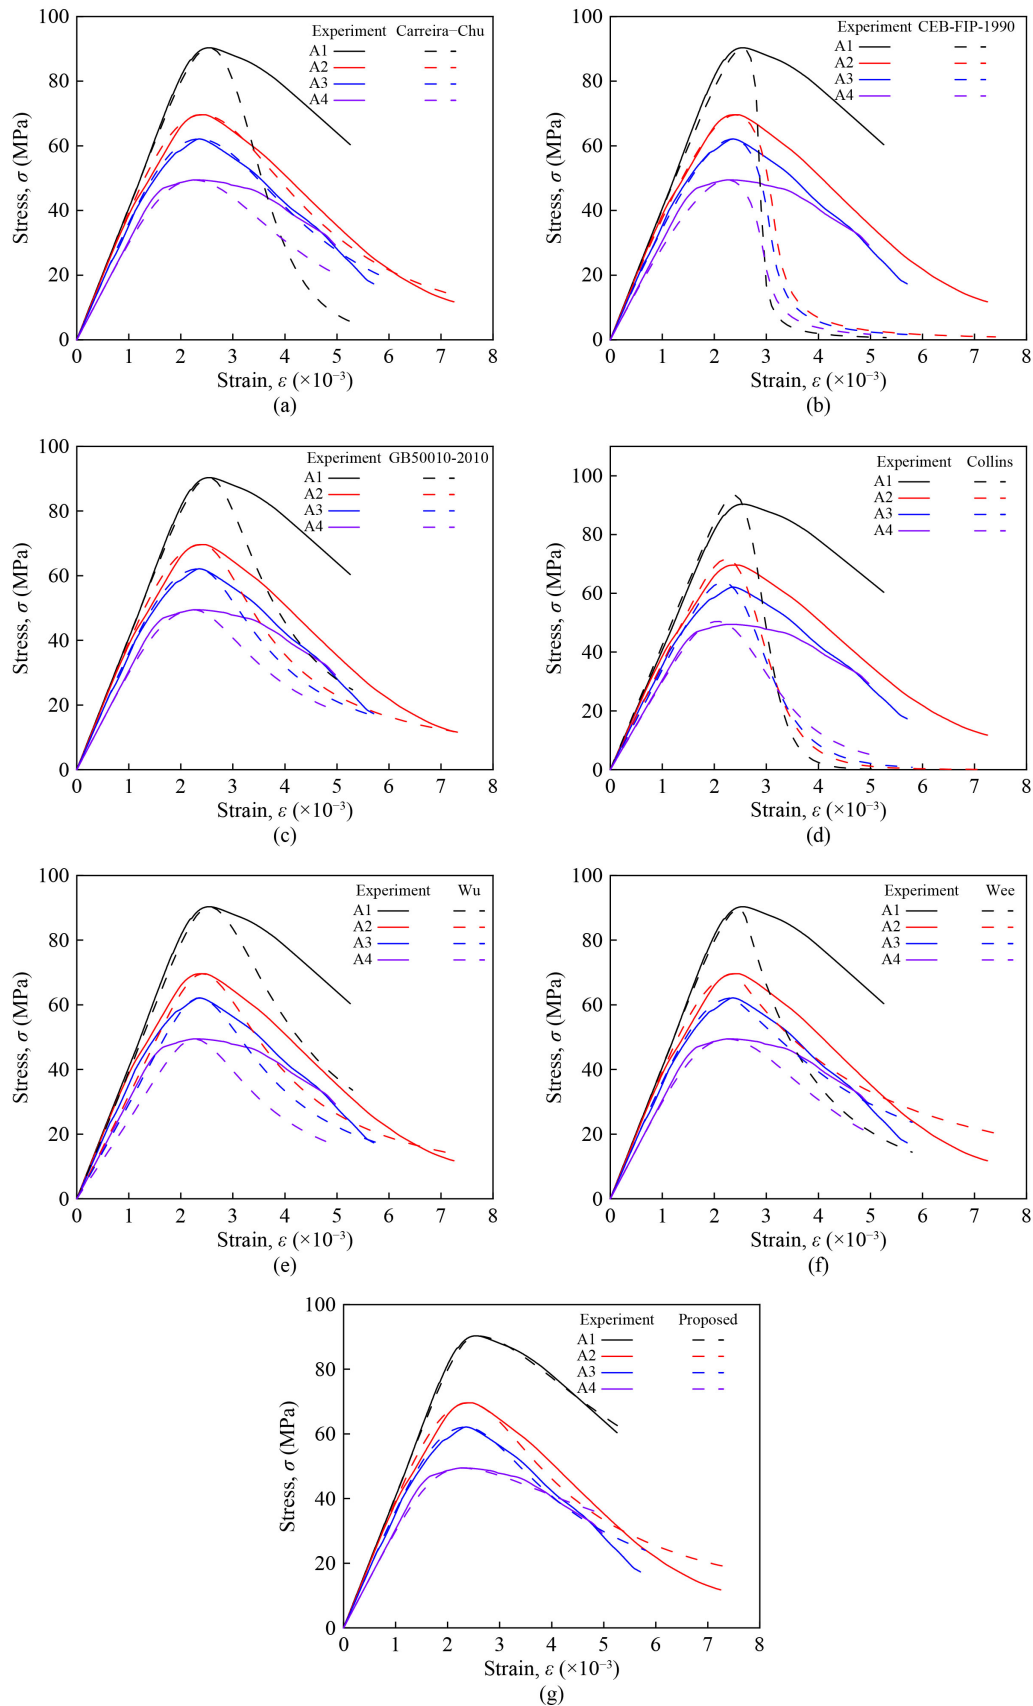 100
80
60
40
20
0
Stress, σ (MPa)
Experiment Carreira−Chu
A1
A2
A3
A4
0 1 2 3 4 5 6 7 8
Strain, ε (×10⁻³)
(a)
100
80
60
40
20
0
Stress, σ (MPa)
Experiment CEB-FIP-1990
A1
A2
A3
A4
0 1 2 3 4 5 6 7 8
Strain, ε (×10⁻³)
(b)
100
80
60
40
20
0
Stress, σ (MPa)
Experiment GB50010-2010
A1
A2
A3
A4
0 1 2 3 4 5 6 7 8
Strain, ε (×10⁻³)
(c)
100
80
60
40
20
0
Stress, σ (MPa)
Experiment Collins
A1
A2
A3
A4
0 1 2 3 4 5 6 7 8
Strain, ε (×10⁻³)
(d)
100
80
60
40
20
0
Stress, σ (MPa)
Experiment Wu
A1
A2
A3
A4
0 1 2 3 4 5 6 7 8
Strain, ε (×10⁻³)
(e)
100
80
60
40
20
0
Stress, σ (MPa)
Experiment Wee
A1
A2
A3
A4
0 1 2 3 4 5 6 7 8
Strain, ε (×10⁻³)
(f)
100
80
60
40
20
0
Stress, σ (MPa)
Experiment Proposed
A1
A2
A3
A4
0 1 2 3 4 5 6 7 8
Strain, ε (×10⁻³)
(g)